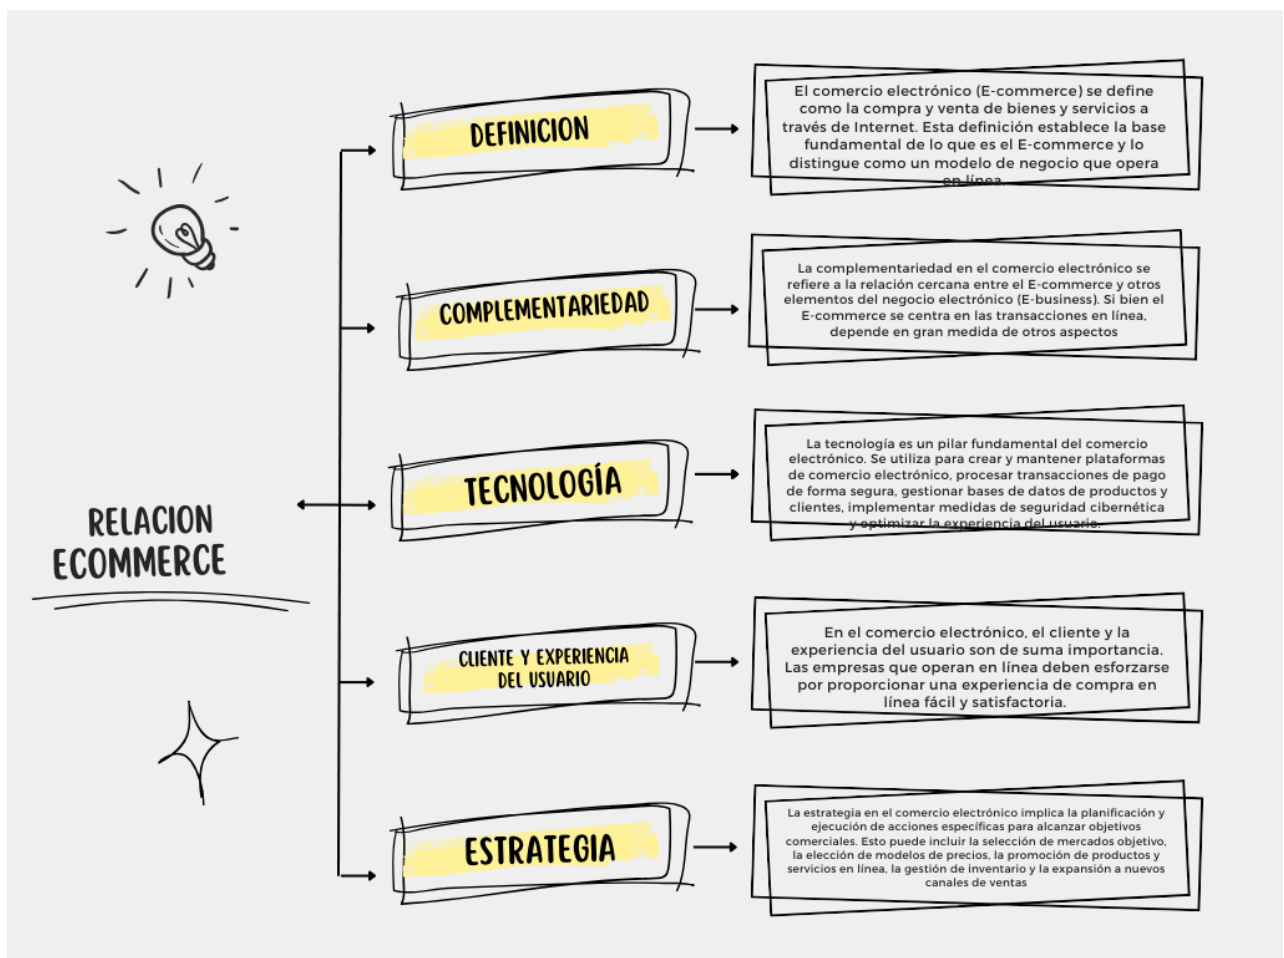 RELACION
ECOMMERCE
DEFINICION
El comercio electrónico (E-commerce) se define
como la compra y venta de bienes y servicios a
través de Internet. Esta definición establece la base
fundamental de lo que es el E-commerce y lo
distingue como un modelo de negocio que opera
en línea.
COMPLEMENTARIEDAD
La complementariedad en el comercio electrónico se
refiere a la relación cercana entre el E-commerce y otros
elementos del negocio electrónico (E-business). Si bien el
E-commerce se centra en las transacciones en línea,
depende en gran medida de otros aspectos
TECNOLOGÍA
La tecnología es un pilar fundamental del comercio
electrónico. Se utiliza para crear y mantener plataformas
de comercio electrónico, procesar transacciones de pago
de forma segura, gestionar bases de datos de productos y
clientes, implementar medidas de seguridad cibernética
y optimizar la experiencia del usuario.
CLIENTE Y EXPERIENCIA
DEL USUARIO
En el comercio electrónico, el cliente y la
experiencia del usuario son de suma importancia.
Las empresas que operan en línea deben esforzarse
por proporcionar una experiencia de compra en
línea fácil y satisfactoria.
ESTRATEGIA
La estrategia en el comercio electrónico implica la planificación y
ejecución de acciones específicas para alcanzar objetivos
comerciales. Esto puede incluir la selección de mercados objetivo,
la elección de modelos de precios, la promoción de productos y
servicios en línea, la gestión de inventario y la expansión a nuevos
canales de ventas